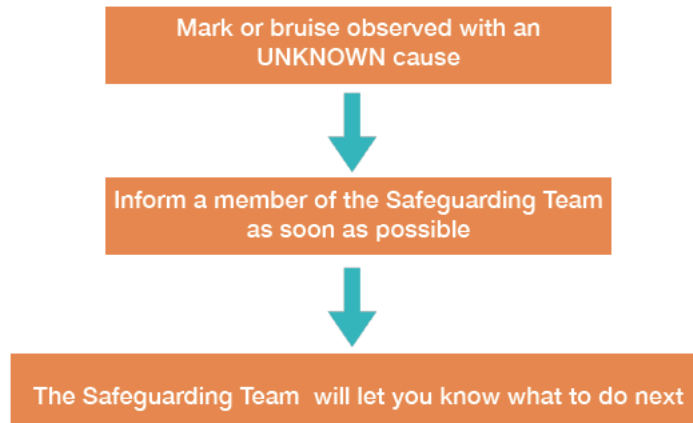 Mark or bruise observed with an
UNKNOWN cause
Inform a member of the Safeguarding Team
as soon as possible
The Safeguarding Team will let you know what to do next